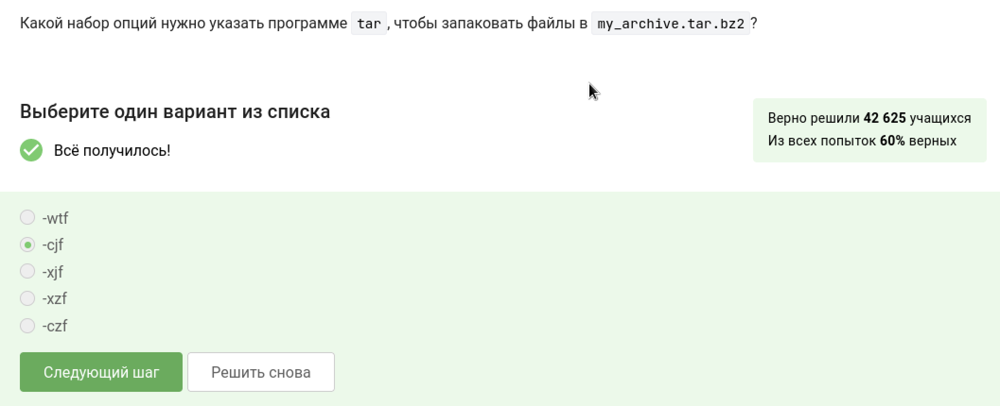 Какой набор опций нужно указать программе tar, чтобы запаковать файлы в my_archive.tar.bz2?
Выберите один вариант из списка
Всё получилось!
Верно решили 42 625 учащихся
Из всех попыток 60% верных
-wtf
-cjf
-xjf
-xzf
-czf
Следующий шаг
Решить снова